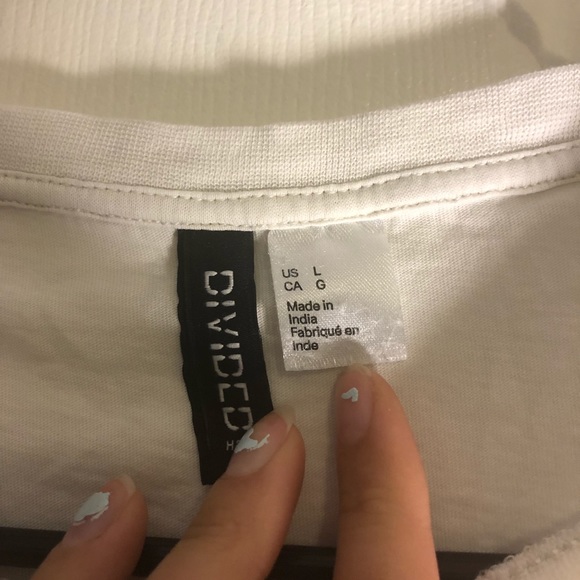 DIVIDED
US L
CA G
Made in
India
Fabriqué en
Inde